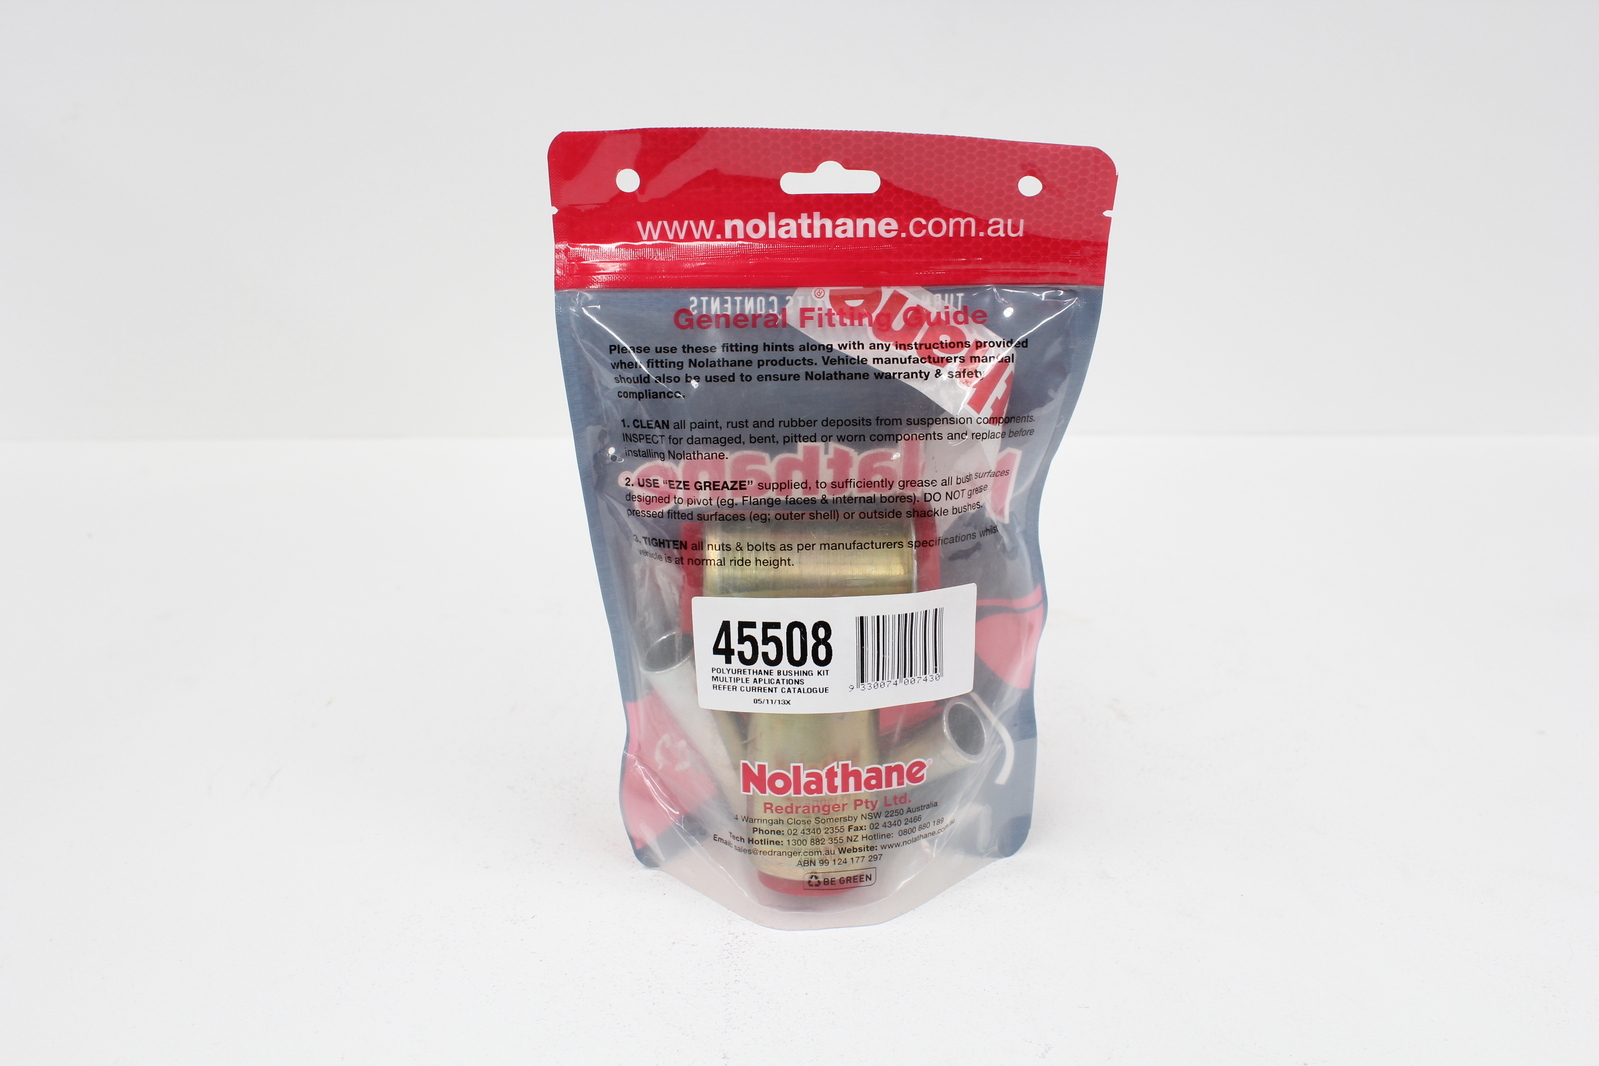 www.nolathane.com.au
General Fitting Guide
Please use these fitting hints along with any instructions provided
when fitting Nolathane products. Vehicle manufacturers manual
should also be used to ensure Nolathane warranty & safety
compliance.
1. CLEAN all paint, rust and rubber deposits from suspension components.
INSPECT for damaged, bent, pitted or worn components and replace before
installing Nolathane.
2. USE "EZE GREAZE" supplied, to sufficiently grease all bush surfaces
designed to pivot (eg. Flange faces & internal bores). DO NOT grease
pressed fitted surfaces (eg; outer shell) or outside shackle bushes.
3. TIGHTEN all nuts & bolts as per manufacturers specifications whilst
vehicle is at normal ride height.
45508
POLYURETHANE BUSHING KIT
MULTIPLE APLICATIONS
REFER CURRENT CATALOGUE
05/11/13X
9 330074 007430
Nolathane®
Redranger Pty Ltd.
4 Warringah Close Somersby NSW 2250 Australia
Phone: 02 4340 2355 Fax: 02 4340 2466
Tech Hotline: 1300 882 355 NZ Hotline: 0800 880 189
Email: sales@redranger.com.au Website: www.nolathane.com.au
ABN 99 124 177 297
BE GREEN